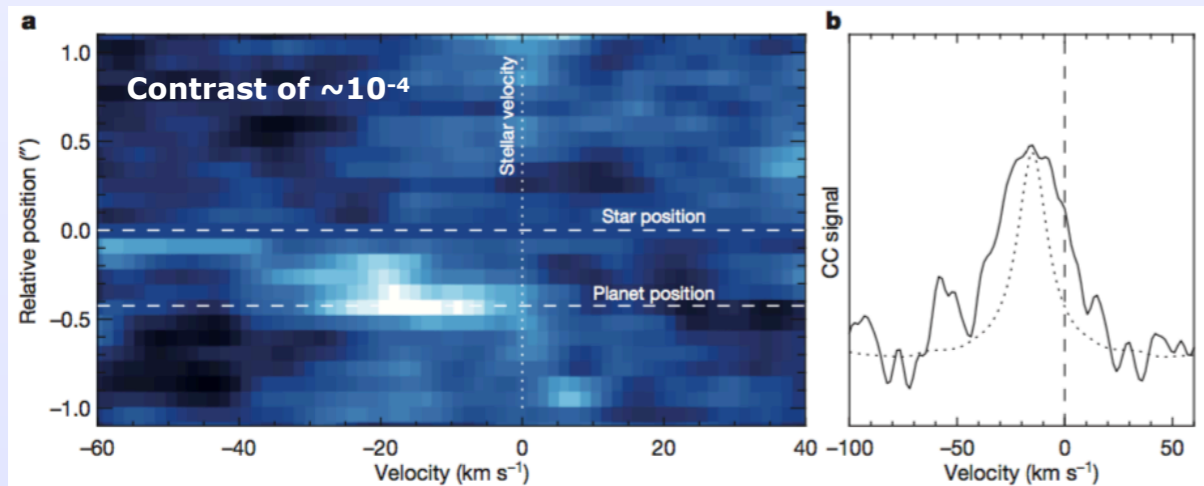 a
Contrast of ~10⁻⁴
Stellar velocity
Star position
Planet position
Relative position (″)
1.0
0.5
0.0
−0.5
−1.0
−60
−40
−20
0
20
40
Velocity (km s⁻¹)
b
CC signal
−100
−50
0
50
Velocity (km s⁻¹)